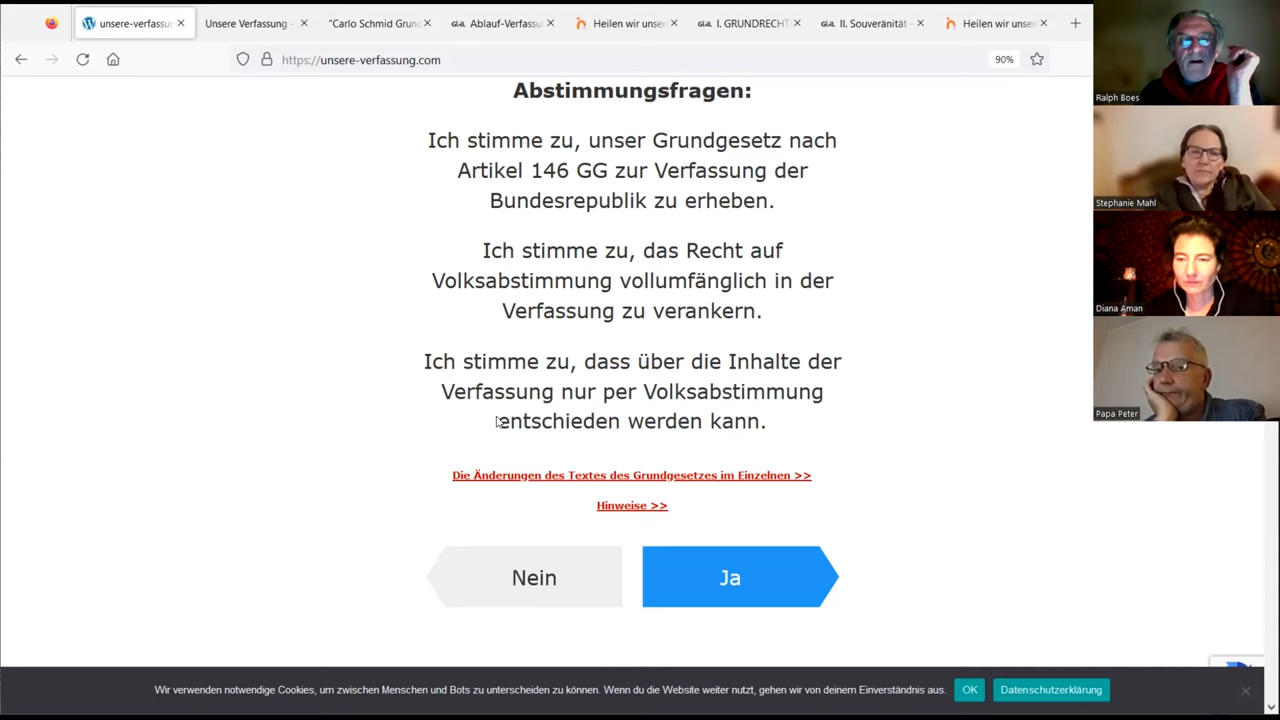 unsere-verfassu
Unsere Verfassung -
"Carlo Schmid Grun
Ablauf-Verfassu
Heilen wir unser
I. GRUNDRECHT
II. Souveränität –
Heilen wir unser
https://unsere-verfassung.com
90%
Abstimmungsfragen:
Ich stimme zu, unser Grundgesetz nach
Artikel 146 GG zur Verfassung der
Bundesrepublik zu erheben.
Ich stimme zu, das Recht auf
Volksabstimmung vollumfänglich in der
Verfassung zu verankern.
Ich stimme zu, dass über die Inhalte der
Verfassung nur per Volksabstimmung
entschieden werden kann.
Die Änderungen des Textes des Grundgesetzes im Einzelnen >>
Hinweise >>
Nein
Ja
Wir verwenden notwendige Cookies, um zwischen Menschen und Bots zu unterscheiden zu können. Wenn du die Website weiter nutzt, gehen wir von deinem Einverständnis aus.
OK
Datenschutzerklärung
Ralph Boes
Stephanie Mahl
Diana Aman
Papa Peter